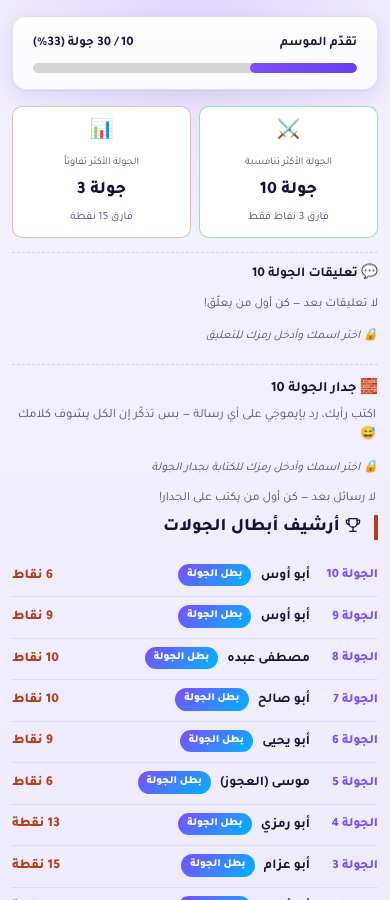 تقدّم الموسم
10 / 30 جولة (33%)
الجولة الأكثر تنافسية
جولة 10
فارق 3 نقاط فقط
الجولة الأكثر تفاوتاً
جولة 3
فارق 15 نقطة
💬 تعليقات الجولة 10
لا تعليقات بعد — كن أول من يعلّق!
🔒 اختر اسمك وأدخل رمزك للتعليق
🧱 جدار الجولة 10
اكتب رأيك، رد بإيموجي على أي رسالة — بس تذكّر إن الكل يشوف كلامك
😅
🔒 اختر اسمك وأدخل رمزك للكتابة بجدار الجولة
لا رسائل بعد — كن أول من يكتب على الجدار!
أرشيف أبطال الجولات
الجولة 10 أبو أوس بطل الجولة 6 نقاط
الجولة 9 أبو أوس بطل الجولة 9 نقاط
الجولة 8 مصطفى عبده بطل الجولة 10 نقاط
الجولة 7 أبو صالح بطل الجولة 10 نقاط
الجولة 6 أبو يحيى بطل الجولة 9 نقاط
الجولة 5 موسى (العجوز) بطل الجولة 6 نقاط
الجولة 4 أبو رمزي بطل الجولة 13 نقطة
الجولة 3 أبو عزام بطل الجولة 15 نقطة